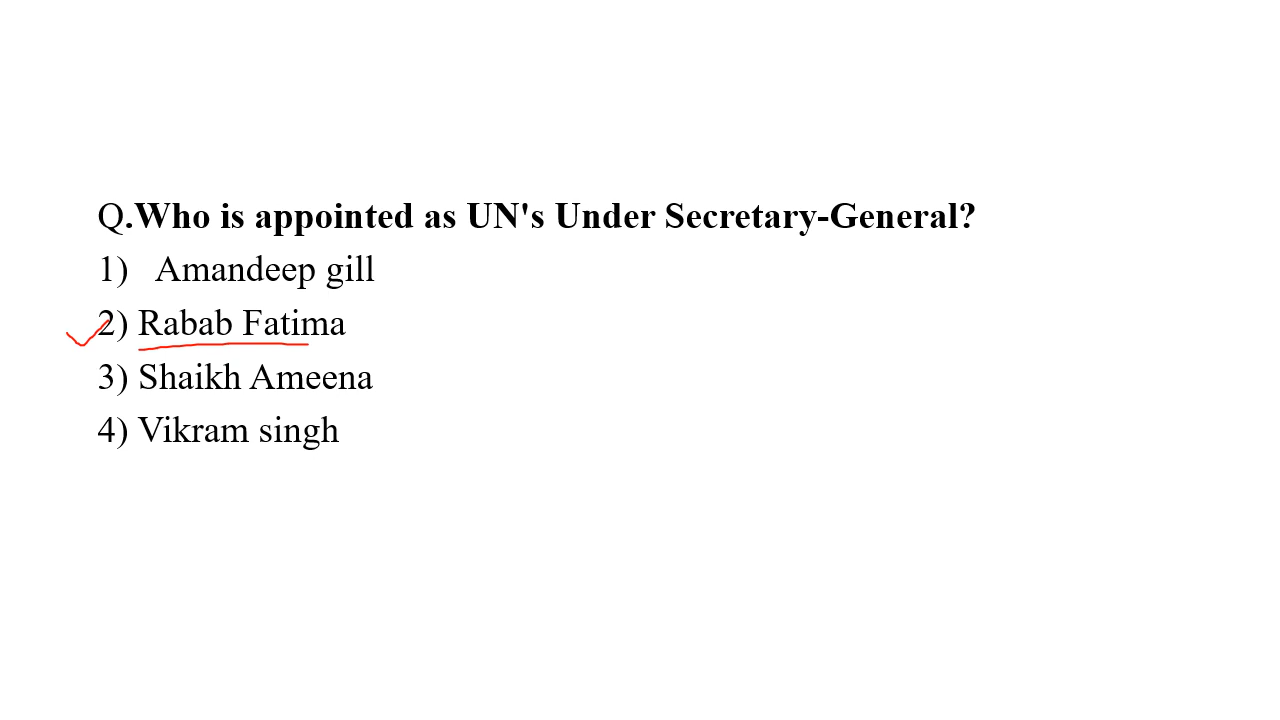 Q.Who is appointed as UN's Under Secretary-General?
1) Amandeep gill
2) Rabab Fatima
3) Shaikh Ameena
4) Vikram singh